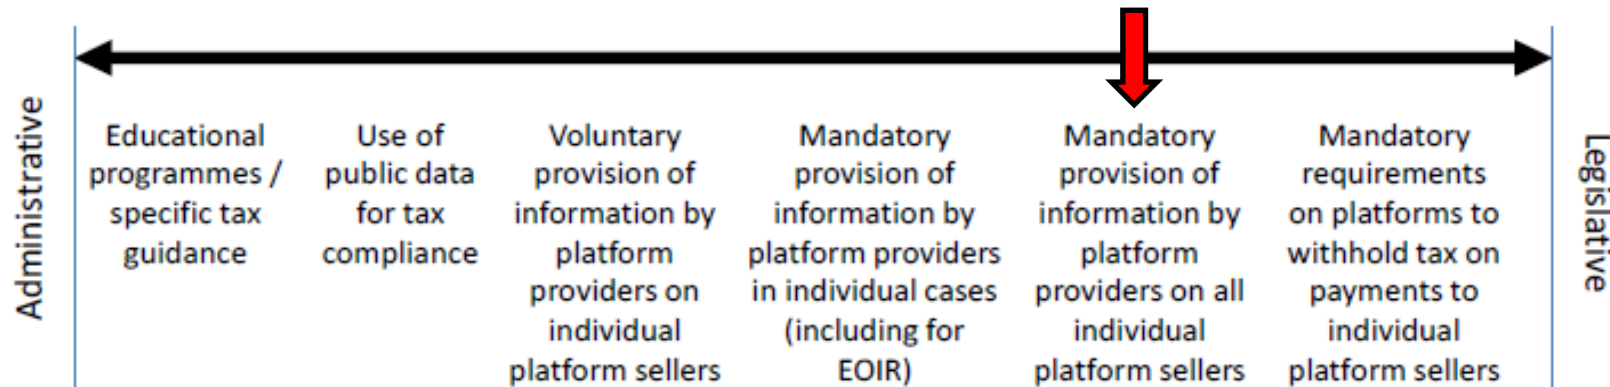 Administrative
Educational
programmes /
specific tax
guidance
Use of
public data
for tax
compliance
Voluntary
provision of
information by
platform
providers on
individual
platform sellers
Mandatory
provision of
information by
platform providers
in individual cases
(including for
EOIR)
Mandatory
provision of
information by
platform
providers on all
individual
platform sellers
Mandatory
requirements
on platforms to
withhold tax on
payments to
individual
platform sellers
Legislative